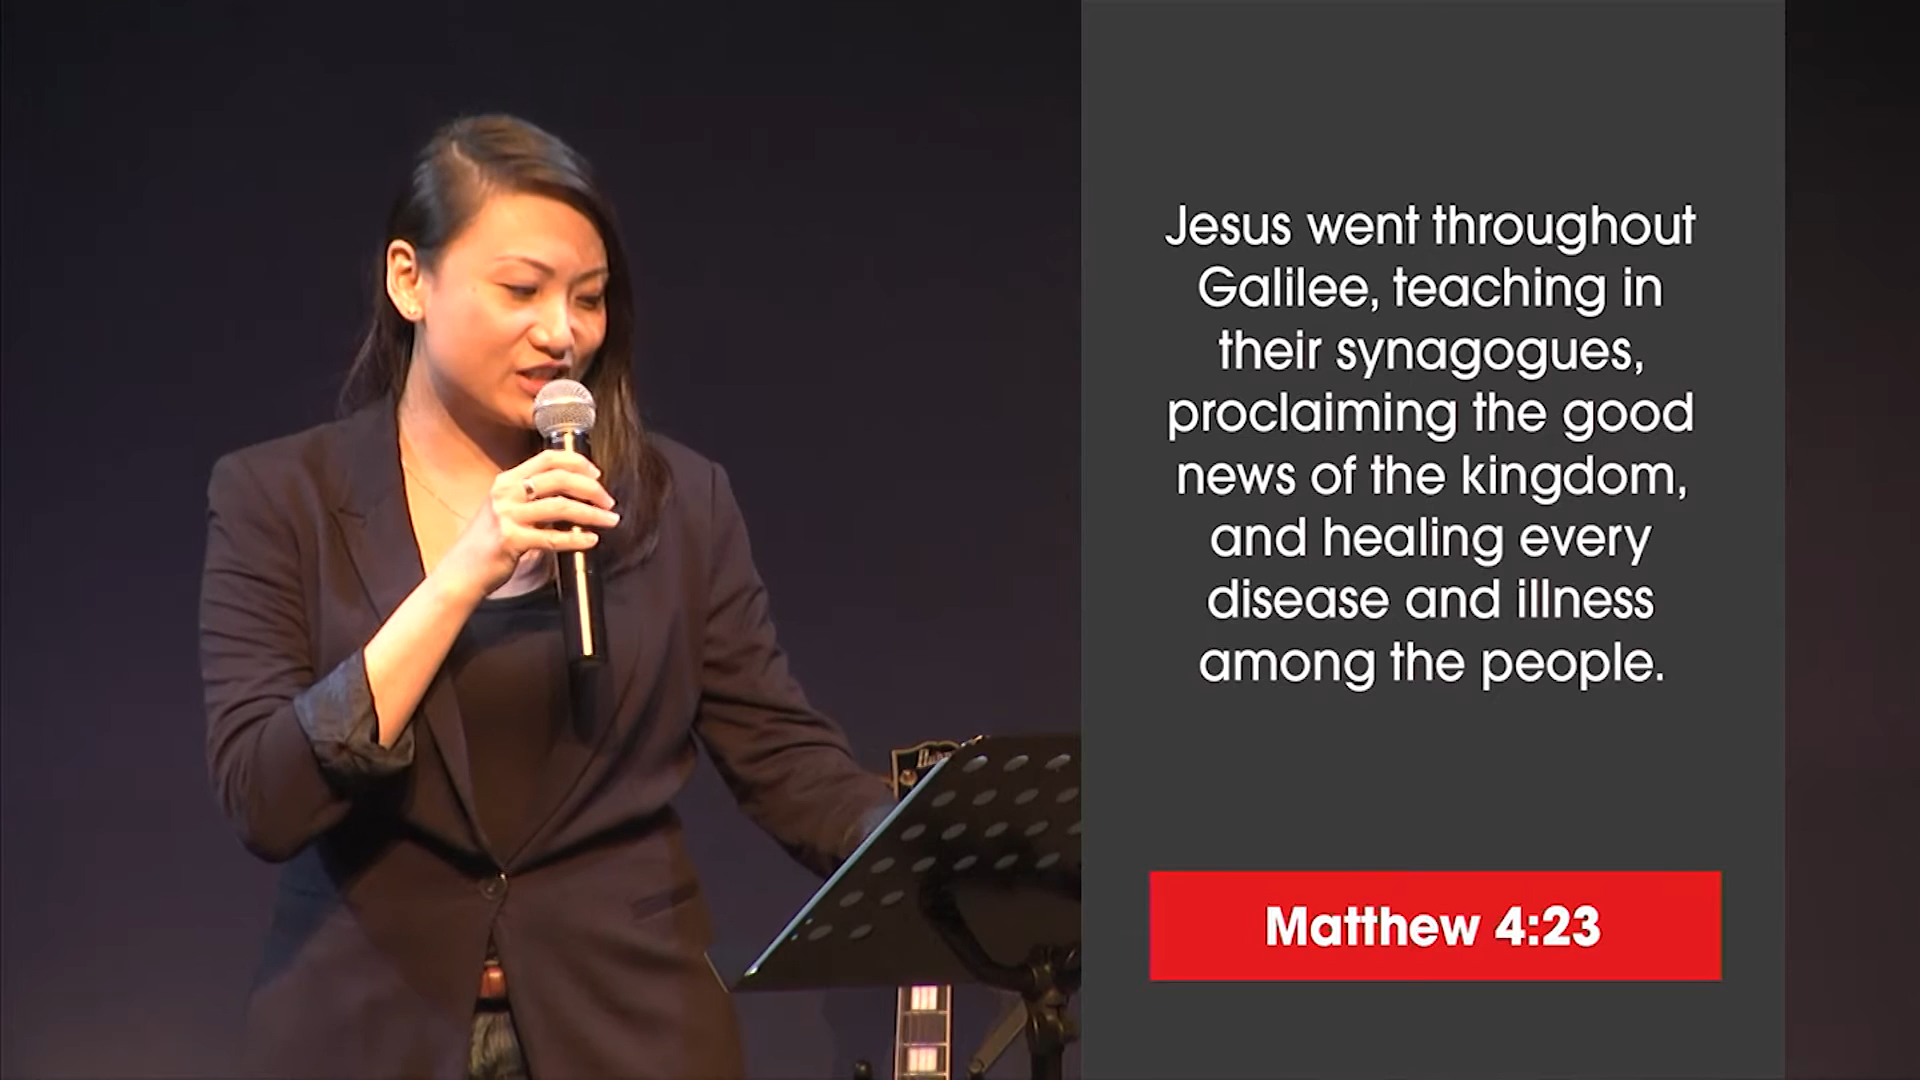 Jesus went throughout
Galilee, teaching in
their synagogues,
proclaiming the good
news of the kingdom,
and healing every
disease and illness
among the people.
Matthew 4:23